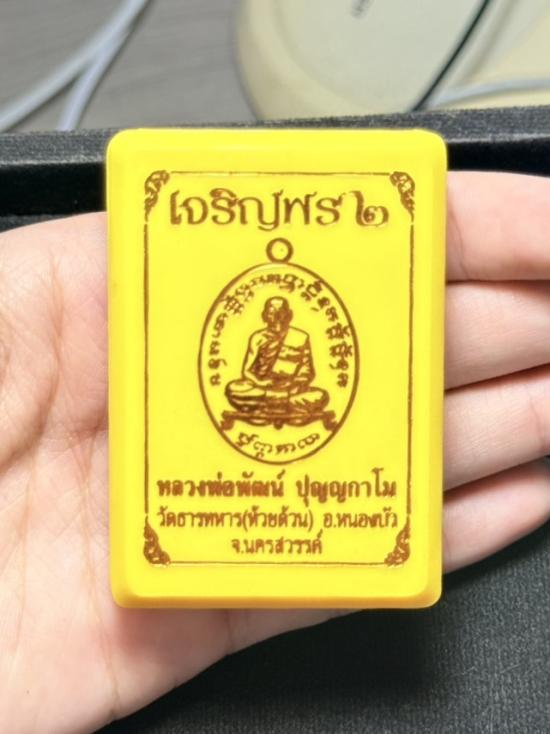 เจริญพร ๒
หลวงพ่อพัฒน์ ปุญญกาโม
วัดธารทหาร(ห้วยด้วน) อ.หนองบัว
จ.นครสวรรค์